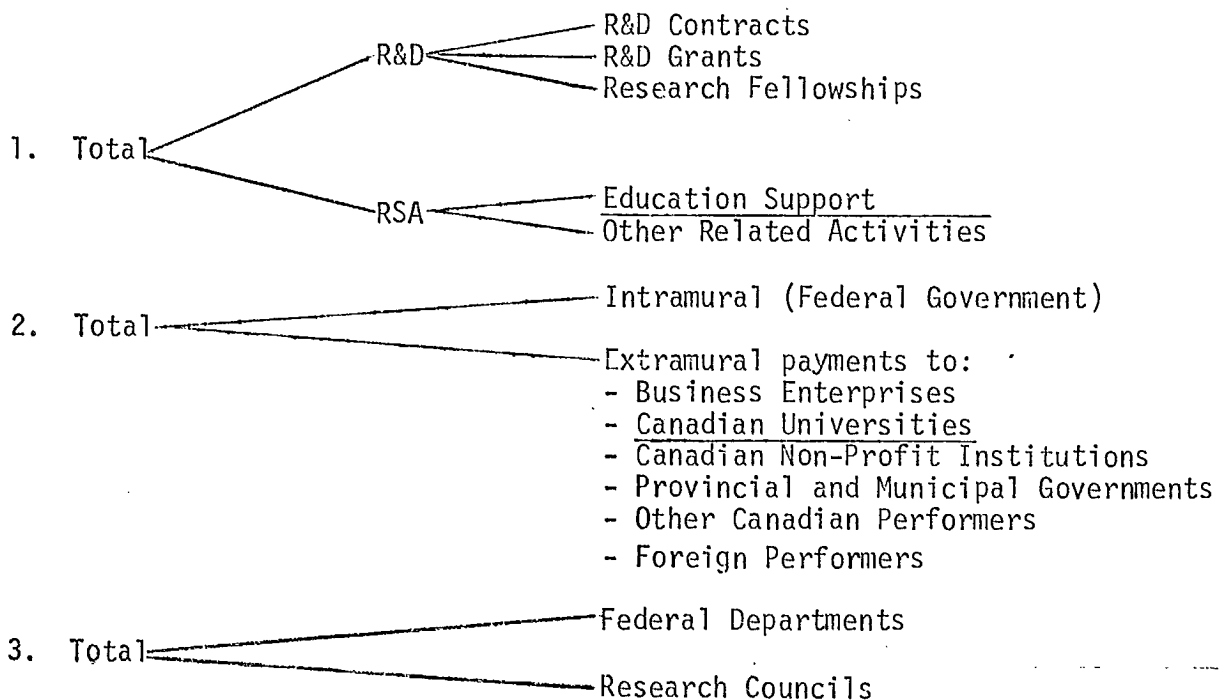 R&D Contracts
R&D R&D Grants
Research Fellowships
1. Total
Education Support
RSA
Other Related Activities
Intramural (Federal Government)
2. Total
Extramural payments to:
- Business Enterprises
- Canadian Universities
- Canadian Non-Profit Institutions
- Provincial and Municipal Governments
- Other Canadian Performers
- Foreign Performers
Federal Departments
3. Total
Research Councils